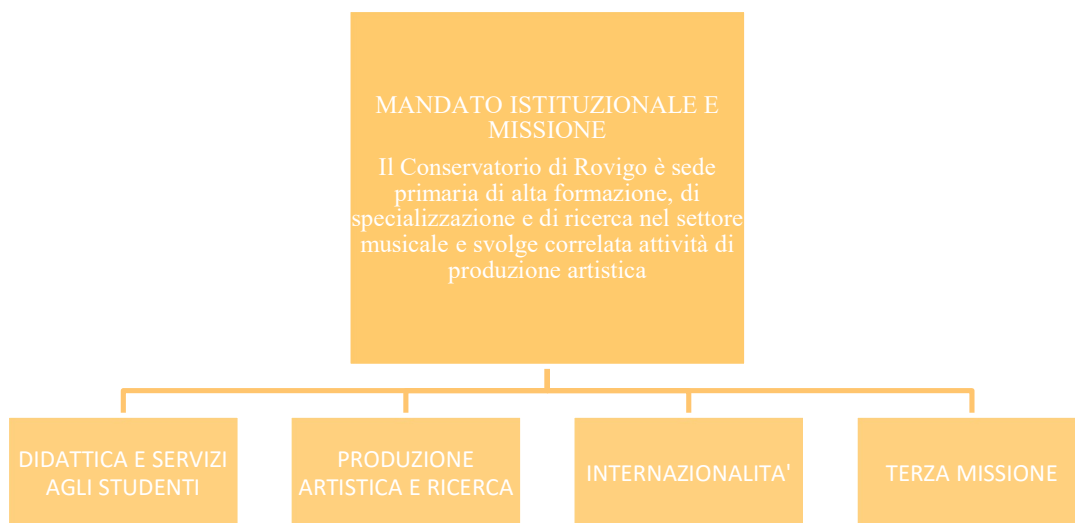 MANDATO ISTITUZIONALE E
MISSIONE
Il Conservatorio di Rovigo è sede
primaria di alta formazione, di
specializzazione e di ricerca nel settore
musicale e svolge correlata attività di
produzione artistica
DIDATTICA E SERVIZI
AGLI STUDENTI
PRODUZIONE
ARTISTICA E RICERCA
INTERNAZIONALITA'
TERZA MISSIONE